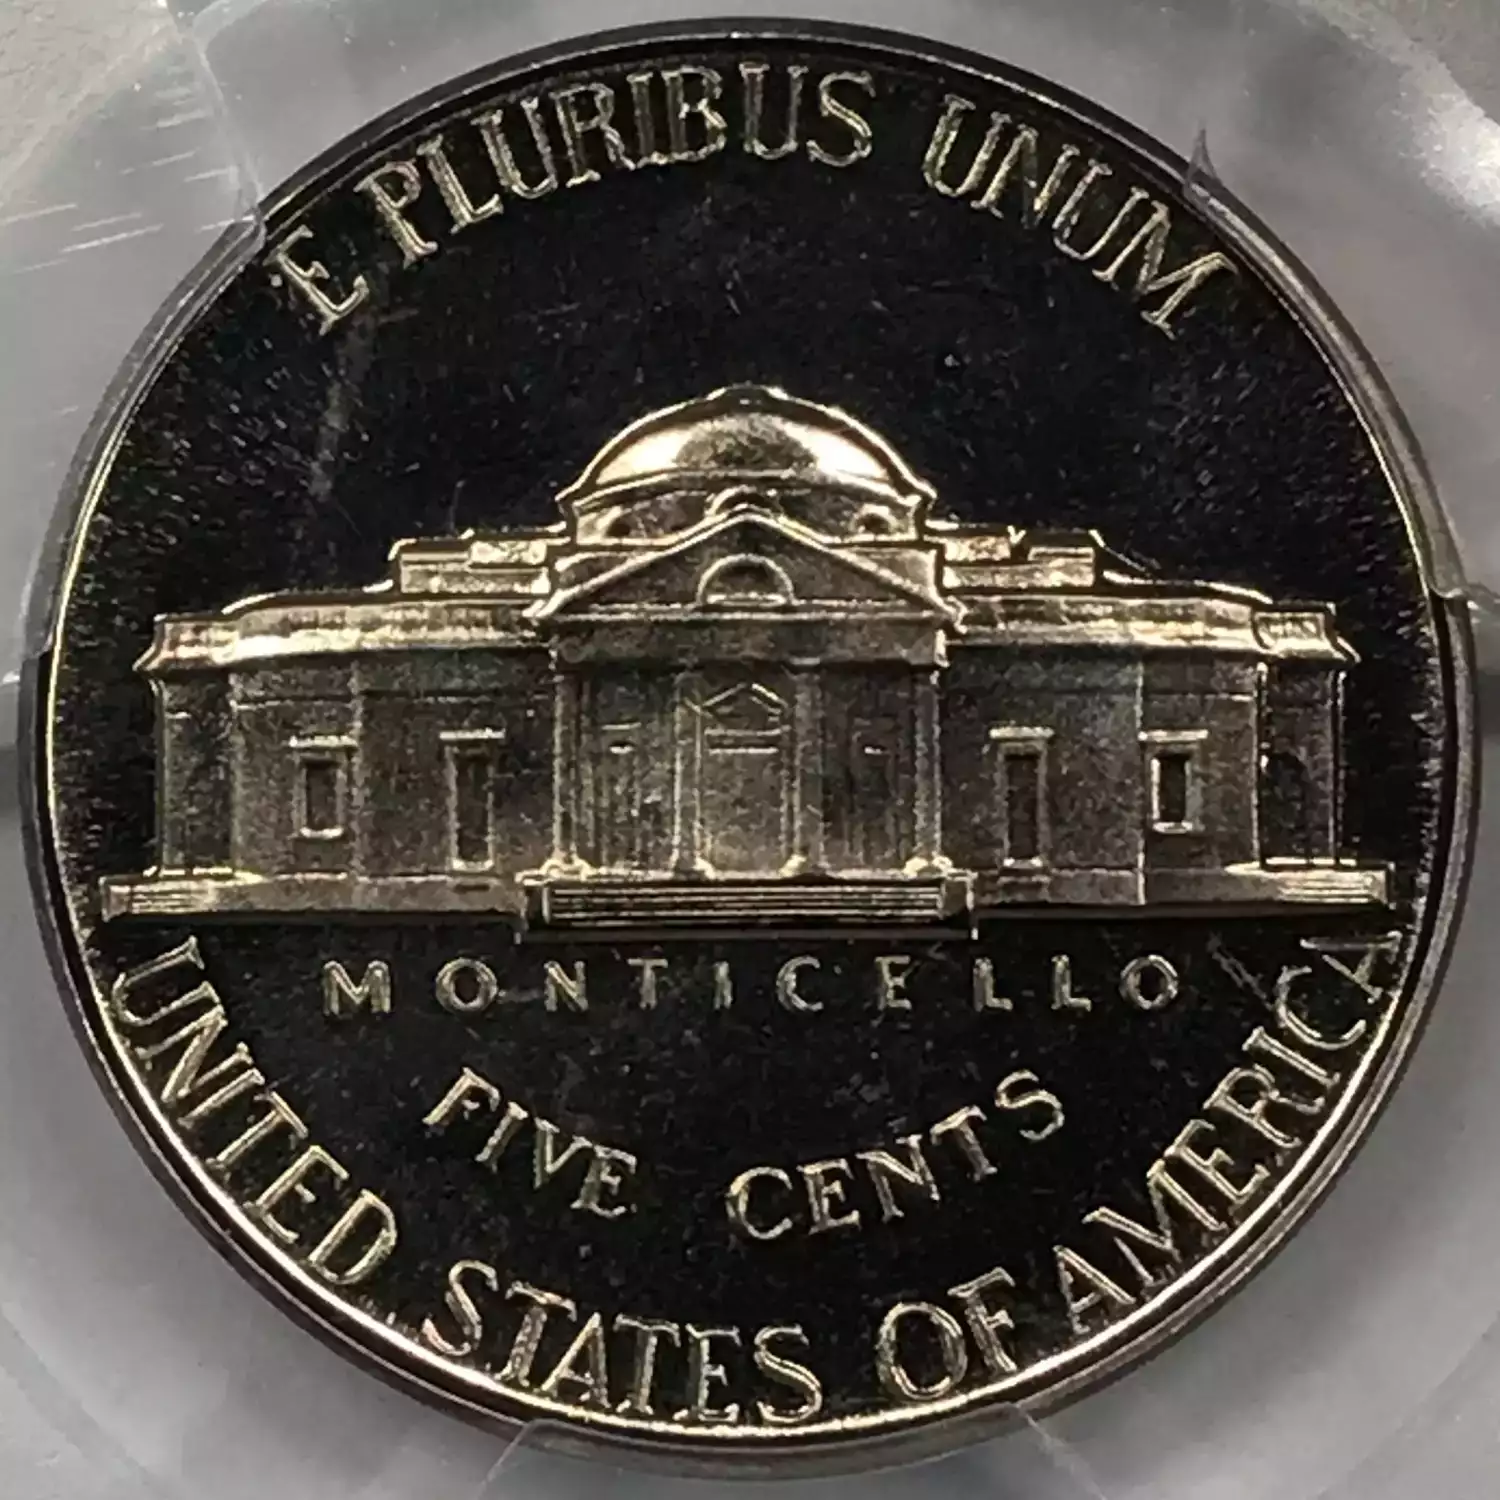 E PLURIBUS UNUM
MONTICELLO
FIVE CENTS
UNITED STATES OF AMERICA